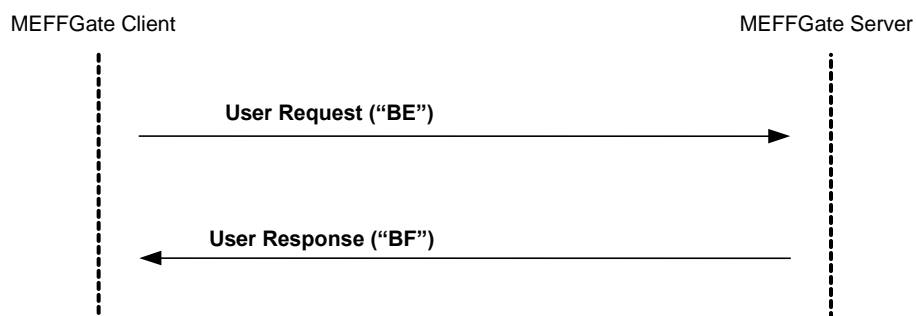 MEFFGate Client
MEFFGate Server
User Request (“BE”)
User Response (“BF”)